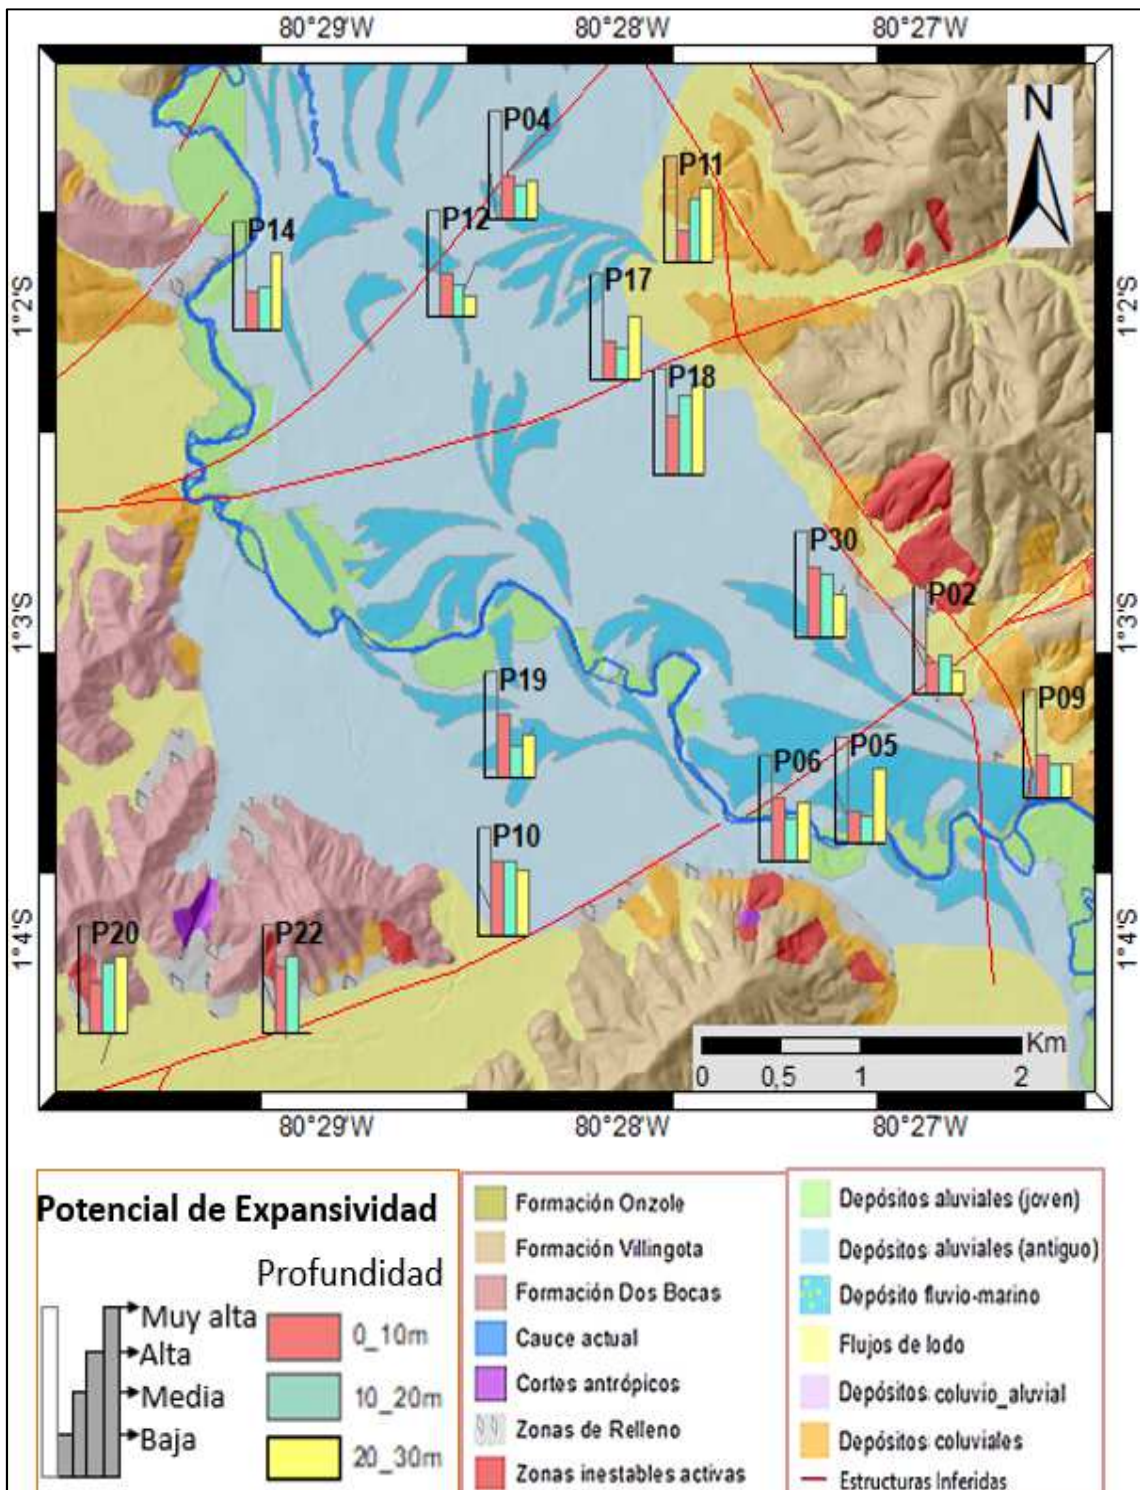 80°29'W 80°28'W 80°27'W
N
P04
P11
P12
P14
P17
1°2'S 1°2'S
P18
P30
P02
1°3'S 1°3'S
P19
P09
P06
P05
P10
P20
P22
1°4'S 1°4'S
Km
0 0,5 1 2
80°29'W 80°28'W 80°27'W
Potencial de Expansividad
Profundidad
Muy alta
Alta
Media
Baja
0_10m
10_20m
20_30m
Formación Onzole
Formación Villingota
Formación Dos Bocas
Cauce actual
Cortes antrópicos
Zonas de Relleno
Zonas inestables activas
Depósitos aluviales (joven)
Depósitos aluviales (antiguo)
Depósito fluvio-marino
Flujos de lodo
Depósitos coluvio_aluvial
Depósitos coluviales
Estructuras Inferidas